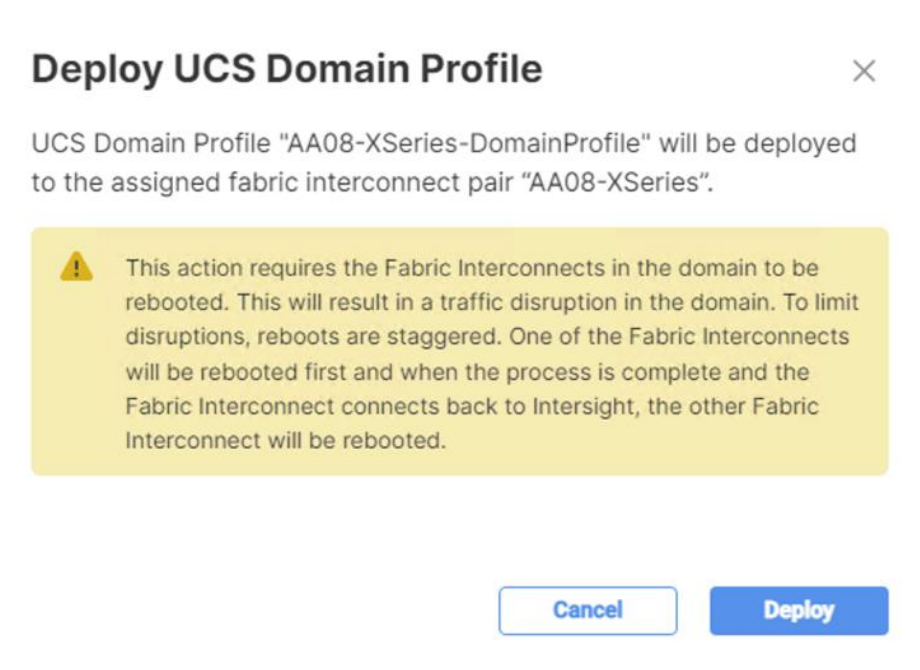 Deploy UCS Domain Profile
UCS Domain Profile "AA08-XSeries-DomainProfile" will be deployed
to the assigned fabric interconnect pair “AA08-XSeries”.
This action requires the Fabric Interconnects in the domain to be
rebooted. This will result in a traffic disruption in the domain. To limit
disruptions, reboots are staggered. One of the Fabric Interconnects
will be rebooted first and when the process is complete and the
Fabric Interconnect connects back to Intersight, the other Fabric
Interconnect will be rebooted.
Cancel
Deploy